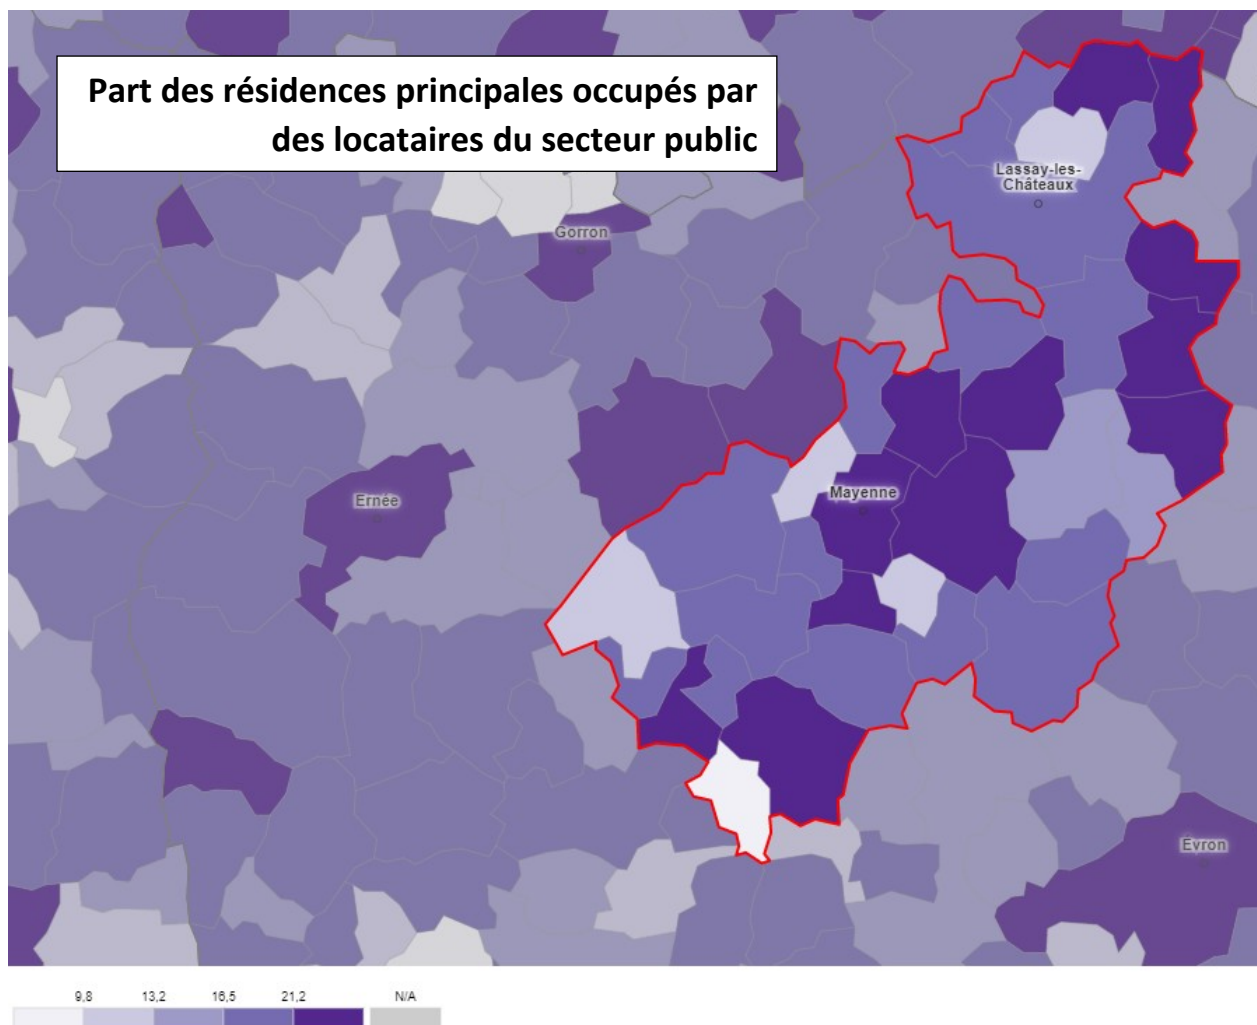 Part des résidences principales occupés par
des locataires du secteur public
Lassay-les-
Châteaux
Gorron
Mayenne
Ernée
Evron
9,8 13,2 16,5 21,2 N/A